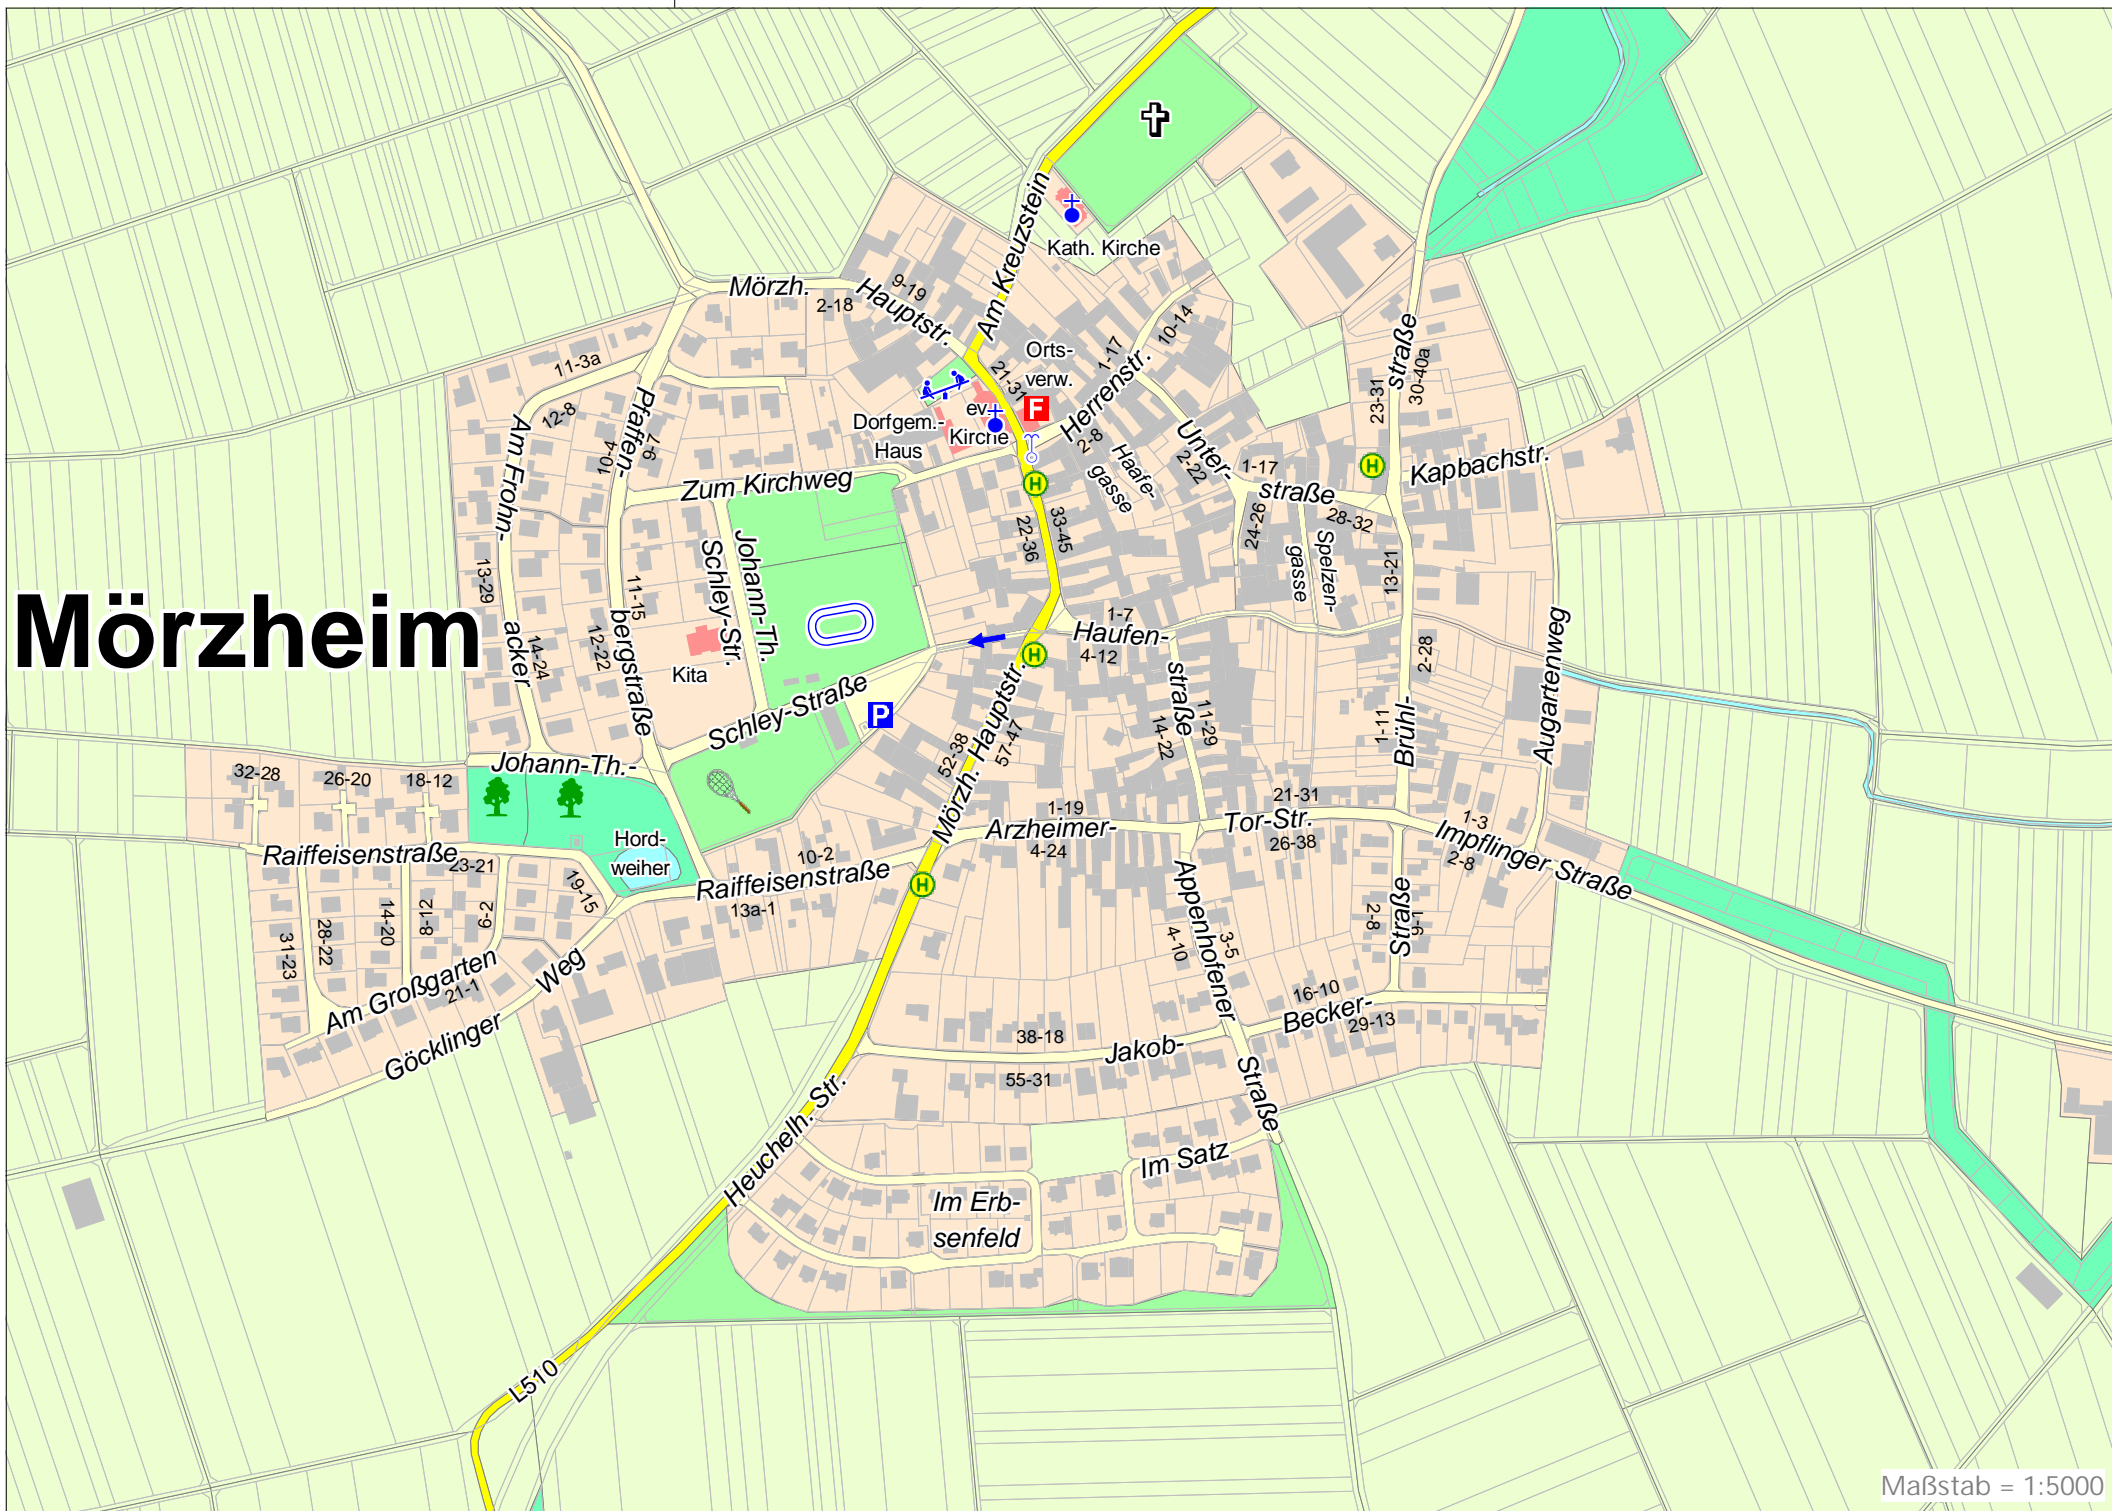 Mörzheim
Kath. Kirche
Am Kreuzstein
Mörzh.
Hauptstr.
9-19
2-18
10-14
1-17
Herrenstr.
Orts-
verw.
21-31
F
ev.
Kirche
Dorfgem.-
Haus
2-8
Haafe-
gasse
Unter-
2-22
1-17
straße
28-32
24-26
Spelzen-
gasse
straße
23-31
30-40a
H
Kapbachstr.
11-3a
12-8
Am Frohn-
acker
13-29
14-24
Pfaffen-
10-4
9-7
bergstraße
11-15
12-22
Zum Kirchweg
Johann-Th.
Schley-Str.
H
22-36
33-45
Kita
Schley-Straße
P
1-7
Haufen-
4-12
H
straße
14-22
11-29
Mörzh. Hauptstr.
52-38
57-47
13-21
2-28
1-11
Brühl-
Augartenweg
Johann-Th.-
32-28
26-20
18-12
Hord-
weiher
Raiffeisenstraße
23-21
19-15
Raiffeisenstraße
10-2
13a-1
H
Arzheimer-
1-19
4-24
Tor-Str.
21-31
26-38
Impflinger Straße
1-3
2-8
Straße
2-8
1-9
31-23
28-22
14-20
12-8
9-2
Am Großgarten
21-1
Göcklinger
Weg
Appenhofener
4-10
3-5
Straße
16-10
Becker-
29-13
38-18
Jakob-
55-31
Heuchelh. Str.
Im Satz
Im Erb-
senfeld
L510
Maßstab = 1:5000